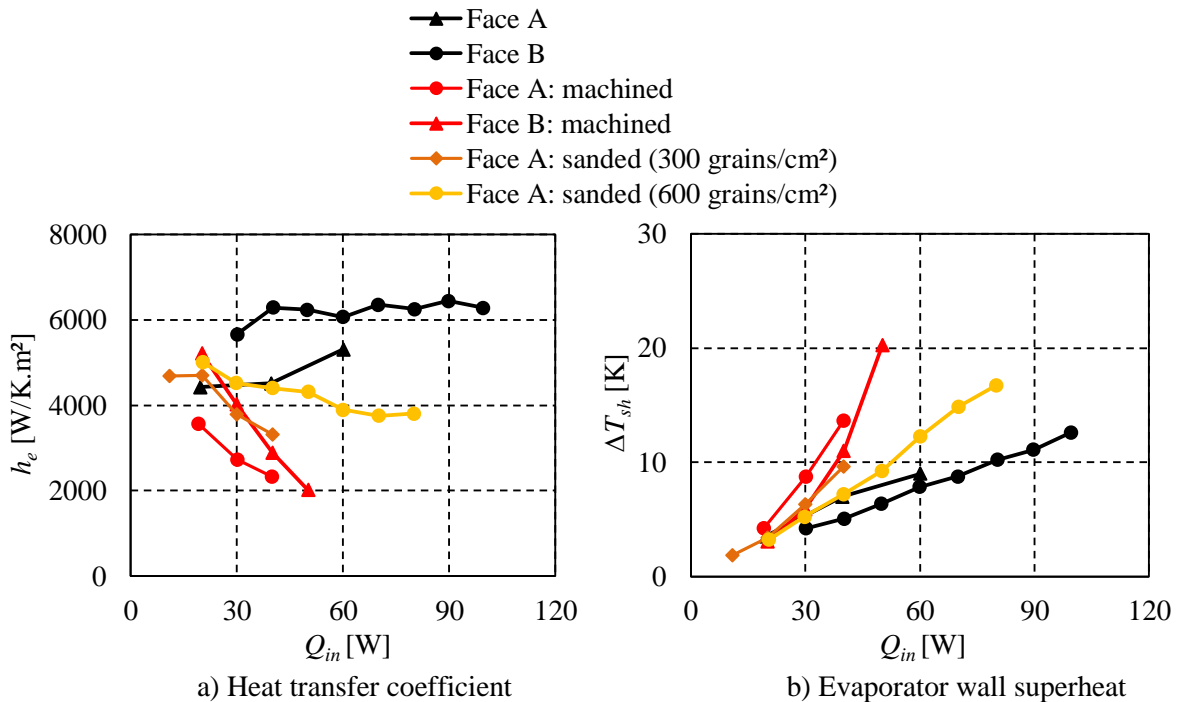 Face A
Face B
Face A: machined
Face B: machined
Face A: sanded (300 grains/cm²)
Face A: sanded (600 grains/cm²)
8000
6000
4000
2000
0
h_e [W/K.m²]
0 30 60 90 120
Q_in [W]
a) Heat transfer coefficient
30
20
10
0
ΔT_sh [K]
0 30 60 90 120
Q_in [W]
b) Evaporator wall superheat